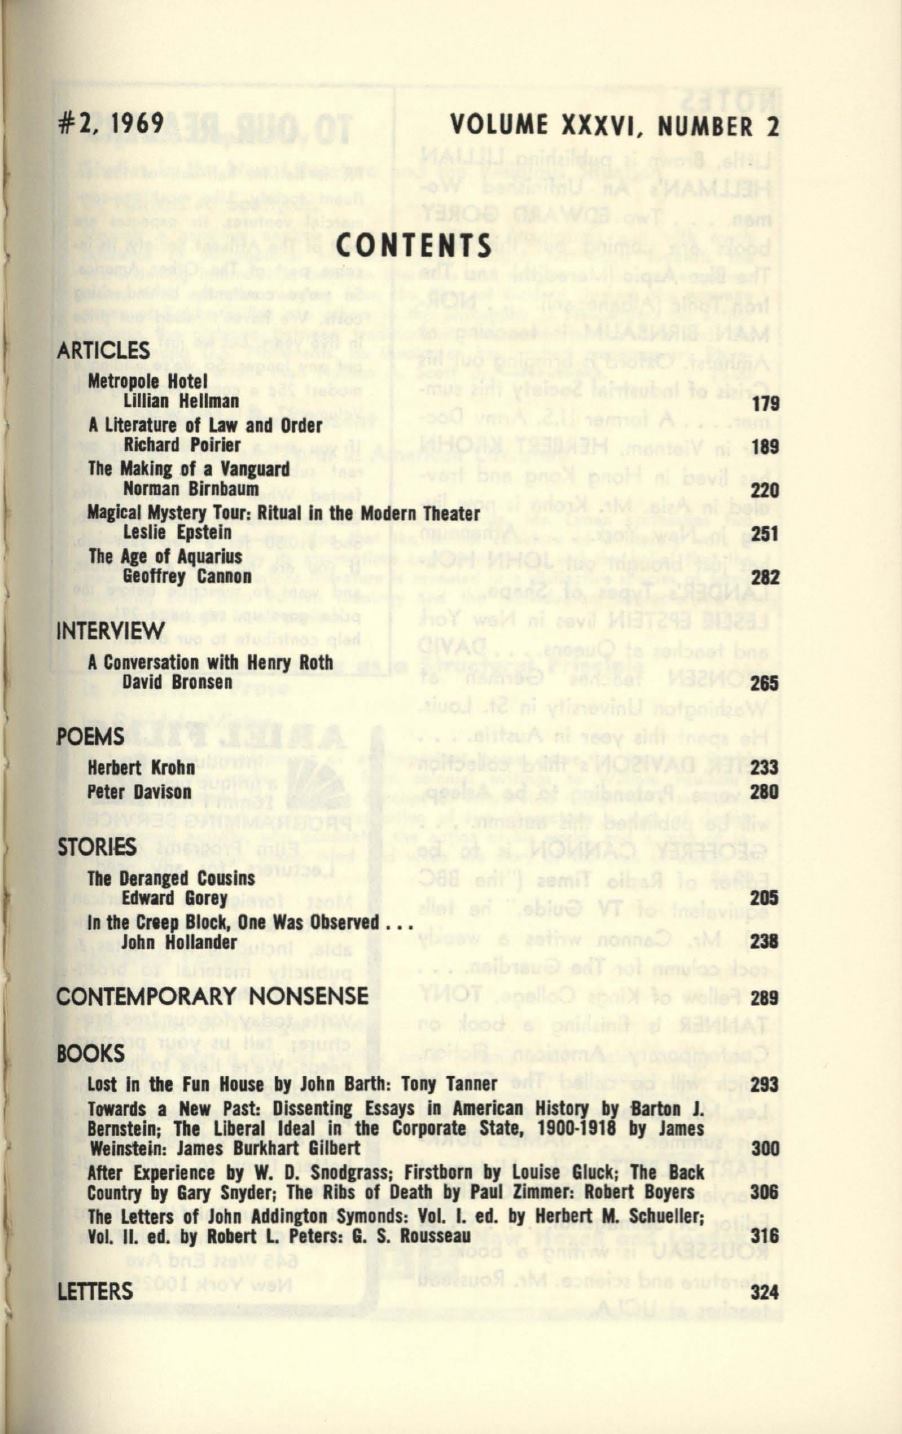 #2, 1969 VOLUME XXXVI, NUMBER 2
CONTENTS
ARTICLES
Metropole Hotel
Lillian Hellman 179
A Literature of Law and Order
Richard Poirier 189
The Making of a Vanguard
Norman Birnbaum 220
Magical Mystery Tour: Ritual in the Modern Theater
Leslie Epstein 251
The Age of Aquarius
Geoffrey Cannon 282
INTERVIEW
A Conversation with Henry Roth
David Bronsen 265
POEMS
Herbert Krohn 233
Peter Davison 280
STORIES
The Deranged Cousins
Edward Gorey 205
In the Creep Block, One Was Observed . . .
John Hollander 238
CONTEMPORARY NONSENSE 289
BOOKS
Lost in the Fun House by John Barth: Tony Tanner 293
Towards a New Past: Dissenting Essays in American History by Barton J.
Bernstein; The Liberal Ideal in the Corporate State, 1900-1918 by James
Weinstein: James Burkhart Gilbert 300
After Experience by W. D. Snodgrass; Firstborn by Louise Gluck; The Back
Country by Gary Snyder; The Ribs of Death by Paul Zimmer: Robert Boyers 306
The Letters of John Addington Symonds: Vol. I. ed. by Herbert M. Schueller;
Vol. II. ed. by Robert L. Peters: G. S. Rousseau 316
LETTERS 324